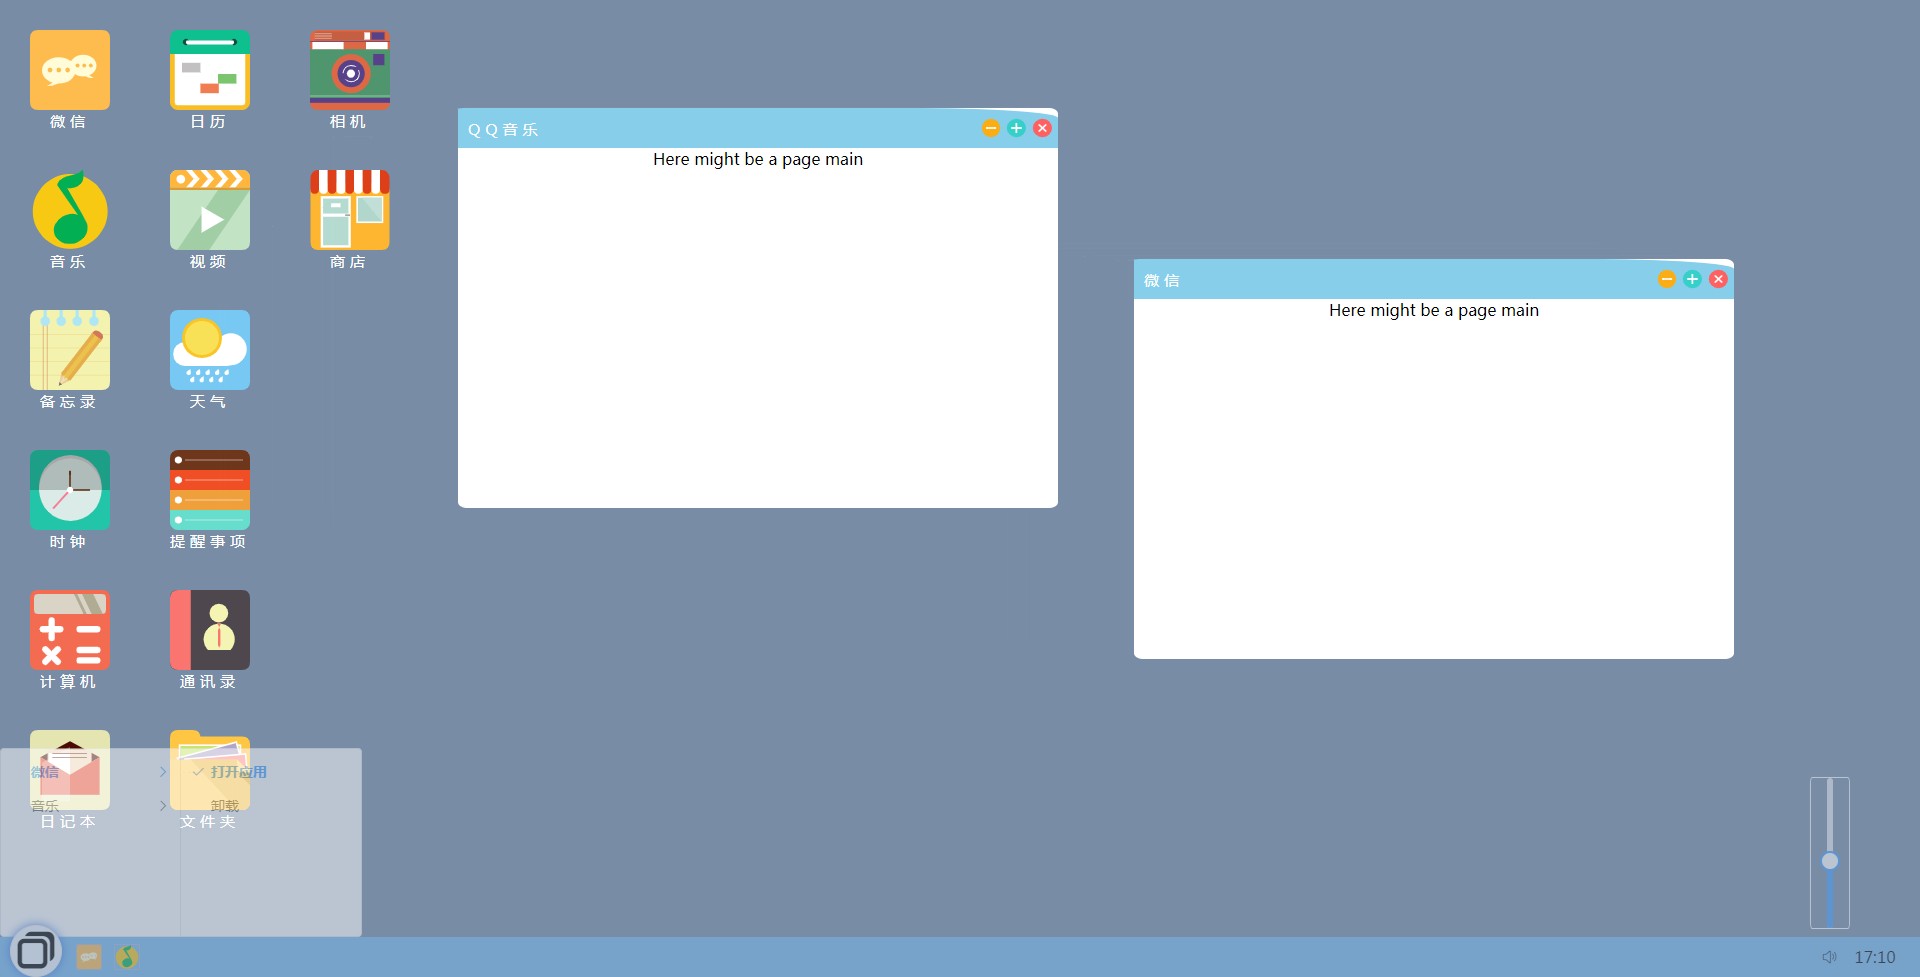 微信
日历
相机
音乐
视频
商店
备忘录
天气
时钟
提醒事项
计算机
通讯录
日记本
文件夹
QQ音乐
Here might be a page main
微信
Here might be a page main
微信
打开应用
音乐
卸载
17:10